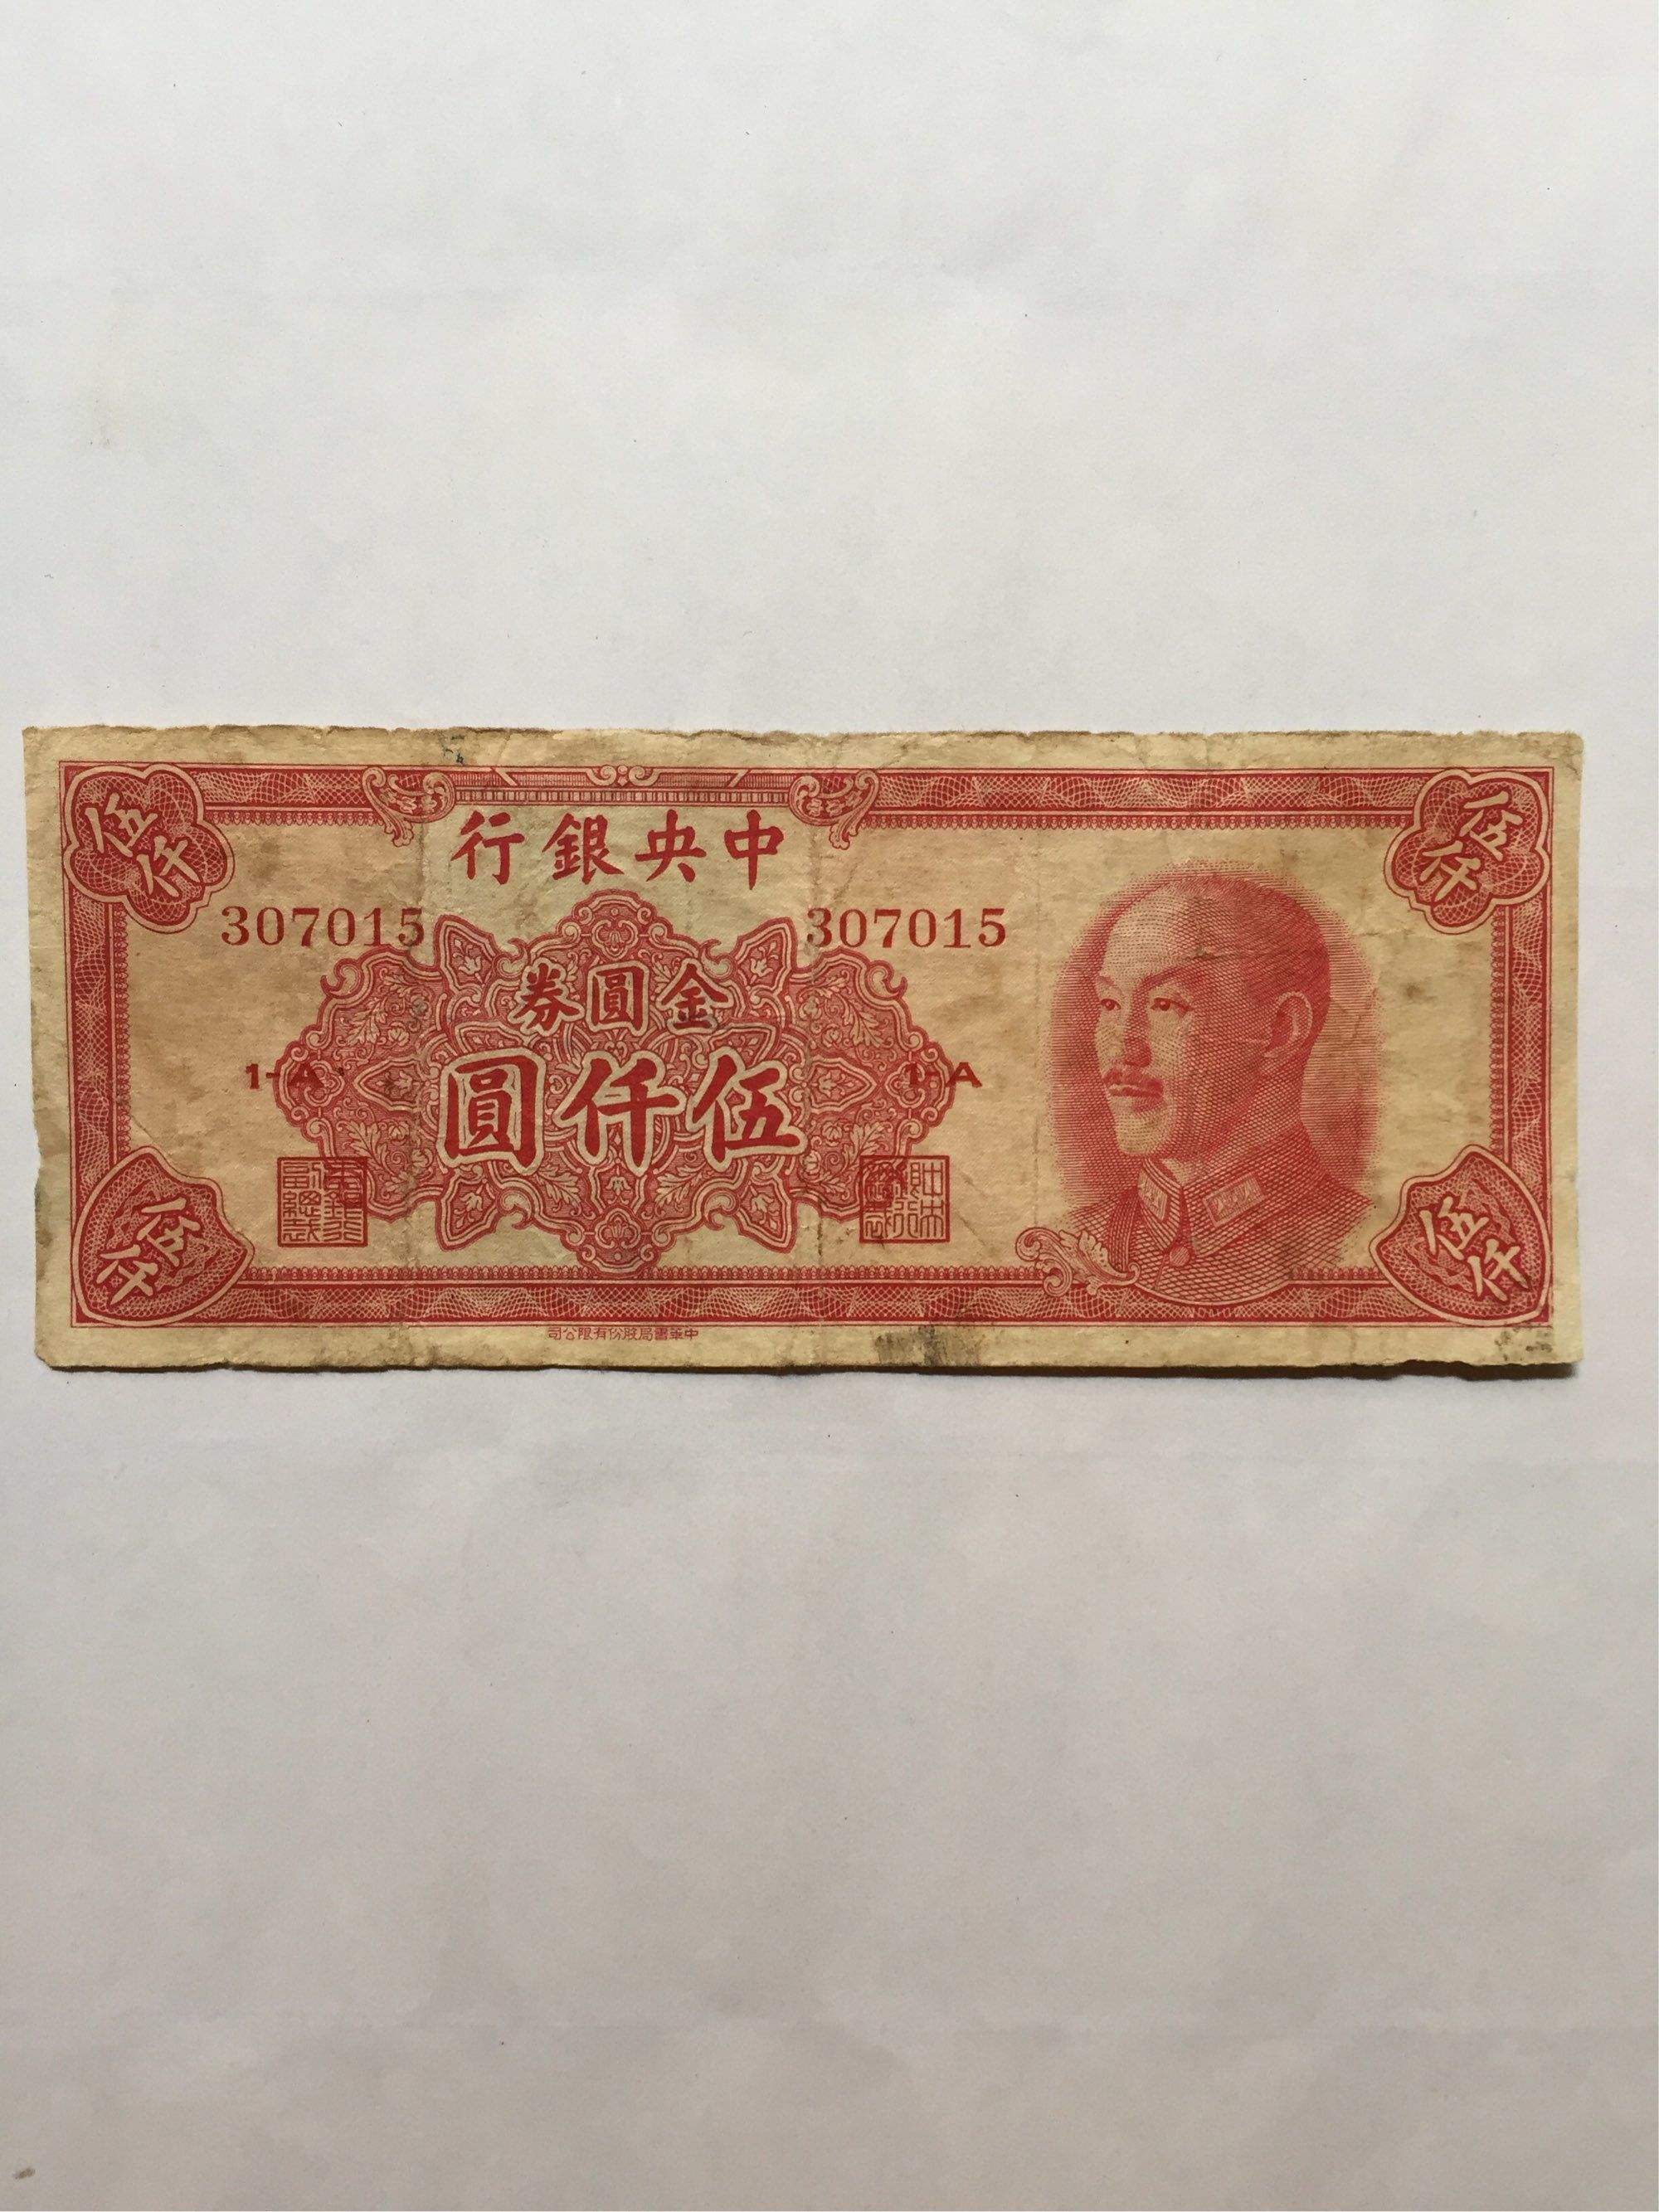 中央銀行
伍仟
伍仟
307015
307015
金圓券
伍仟圓
1-A
1-A
伍仟
伍仟
中華書局股份有限公司